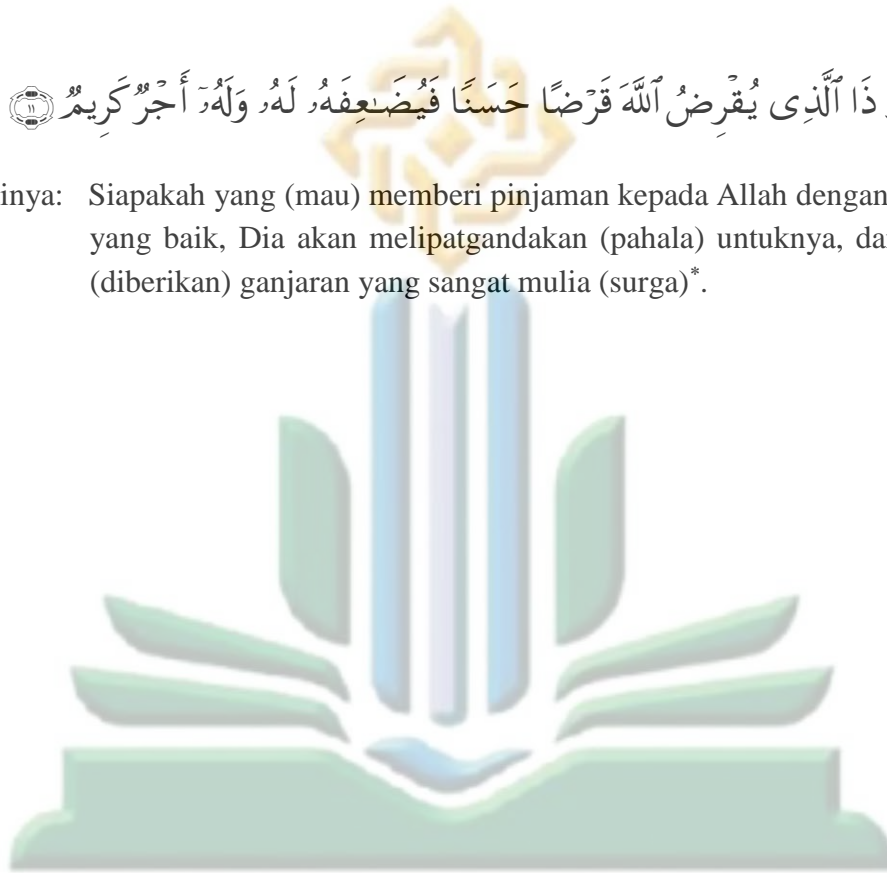 ذَا ٱلَّذِى يُقْرِضُ ٱللَّهَ قَرْضًا حَسَنًا فَيُضَـٰعِفَهُۥ لَهُۥ وَلَهُۥٓ أَجْرٌ كَرِيمٌ ١١
inya: Siapakah yang (mau) memberi pinjaman kepada Allah dengan
yang baik, Dia akan melipatgandakan (pahala) untuknya, da
(diberikan) ganjaran yang sangat mulia (surga)*.